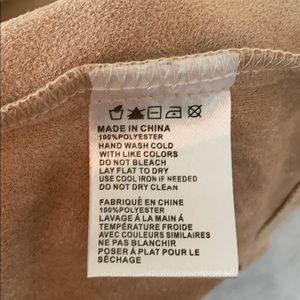 MADE IN CHINA
100%POLYESTER
HAND WASH COLD
WITH LIKE COLORS
DO NOT BLEACH
LAY FLAT TO DRY
USE COOL IRON IF NEEDED
DO NOT DRY CLEAN
FABRIQUÉ EN CHINE
100%POLYESTER
LAVAGE À LA MAIN Á
TEMPÉRATURE FROIDE
AVEC COULEURS SIMILAIRES
NE PAS BLANCHIR
POSER Á PLAT POUR LE
SÉCHAGE